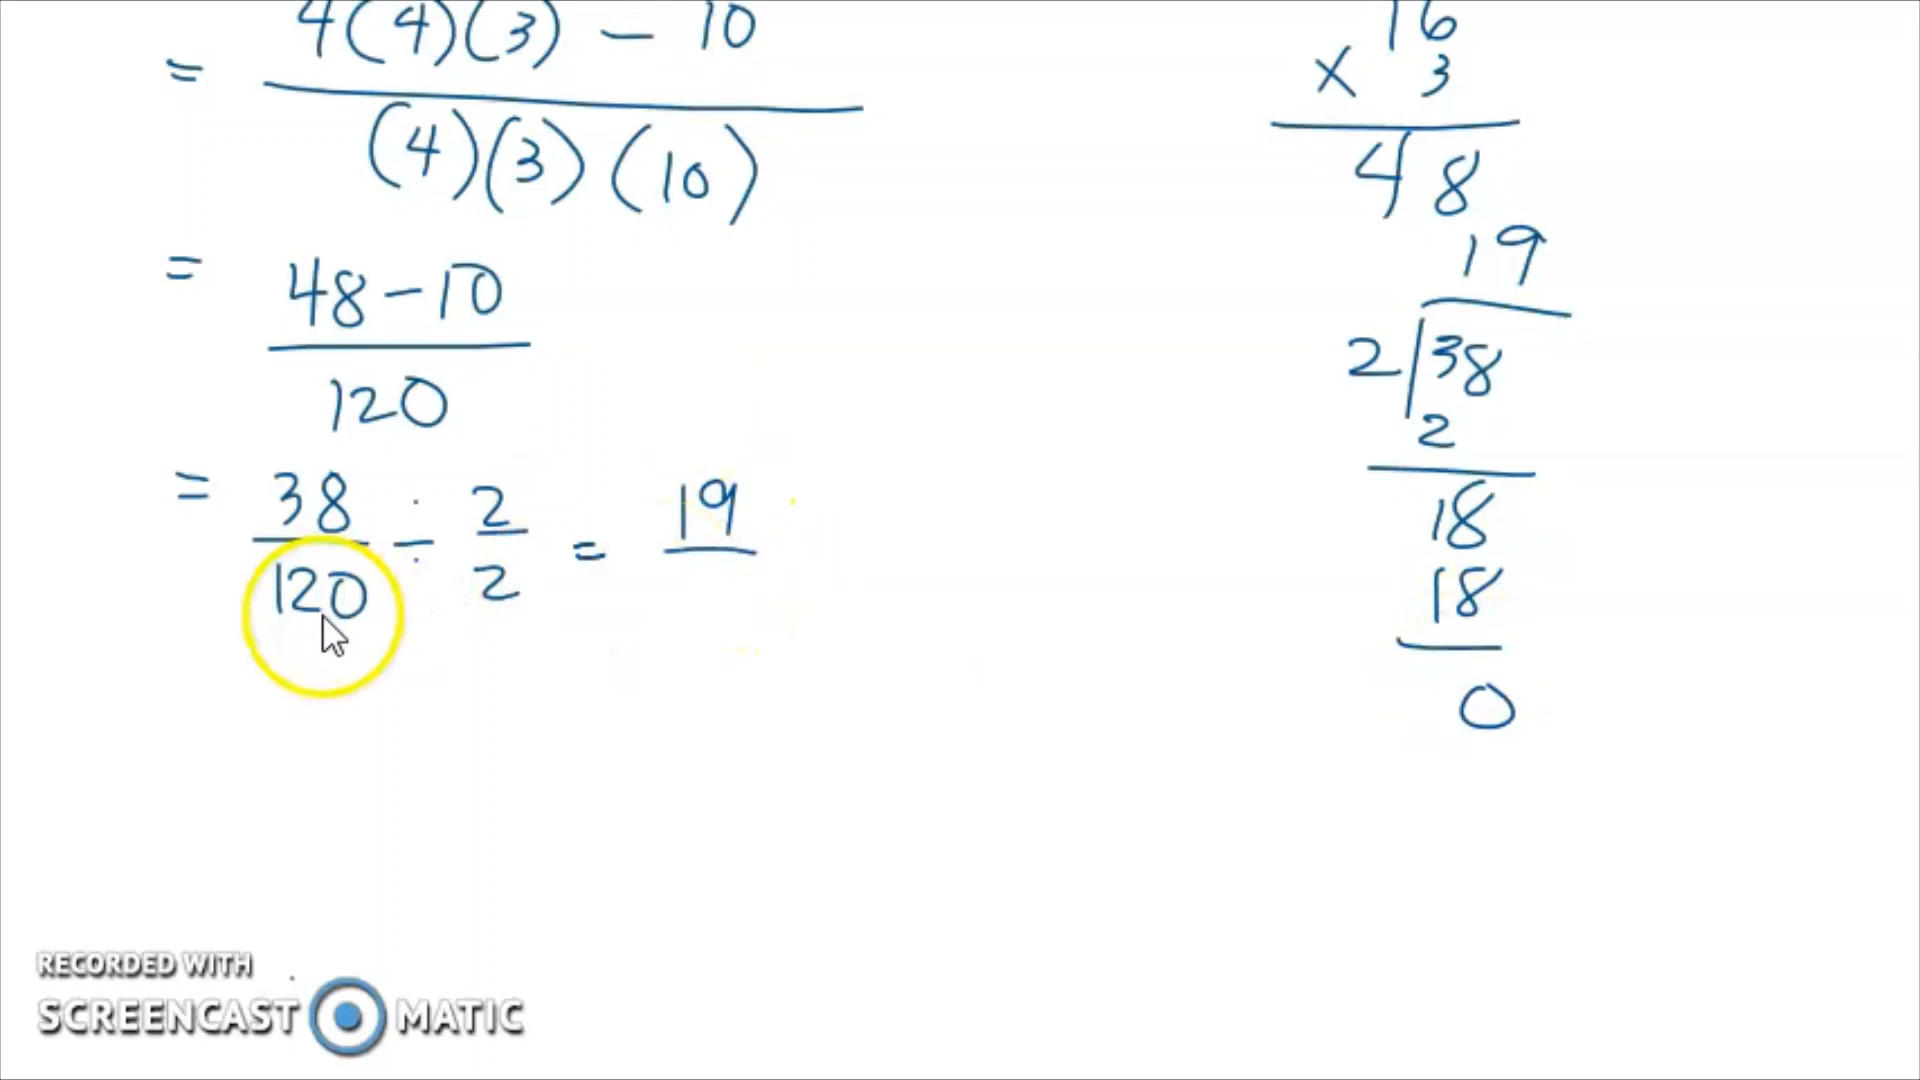 4(4)(3) - 10
=
(4)(3)(10)
= 48 - 10
120
= 38 ÷ 2 = 19
120 2
16
× 3
48
19
2 38
2
18
18
0
RECORDED WITH
SCREENCAST MATIC